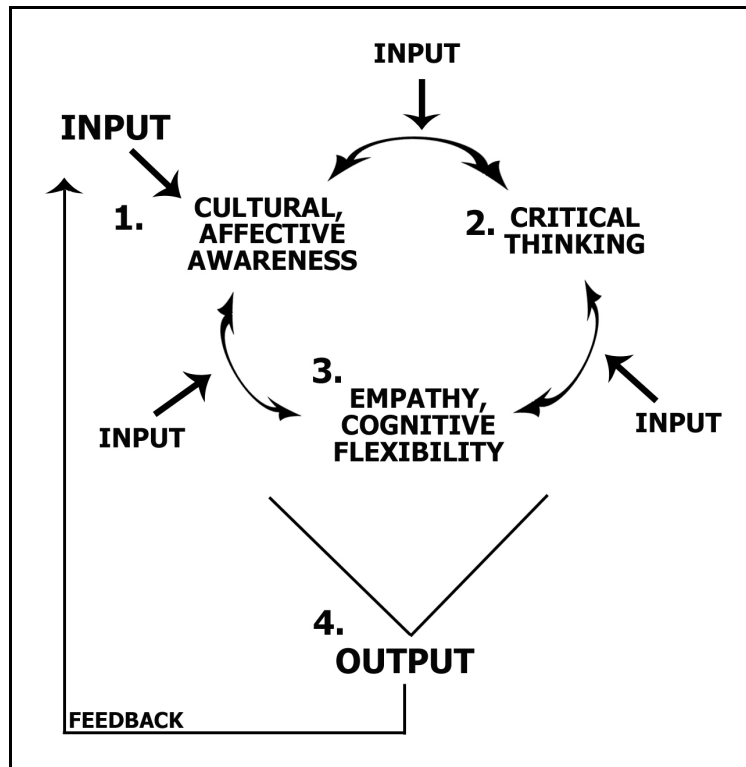 INPUT
INPUT
1.
CULTURAL,
AFFECTIVE
AWARENESS
2.
CRITICAL
THINKING
3.
EMPATHY,
COGNITIVE
FLEXIBILITY
INPUT
INPUT
4.
OUTPUT
FEEDBACK